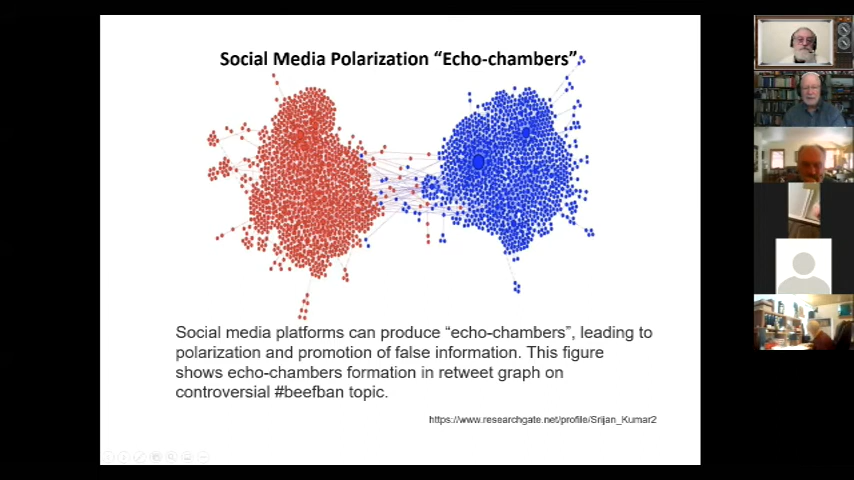 Social Media Polarization “Echo-chambers”
Social media platforms can produce “echo-chambers”, leading to
polarization and promotion of false information. This figure
shows echo-chambers formation in retweet graph on
controversial #beefban topic.
https://www.researchgate.net/profile/Srijan_Kumar2